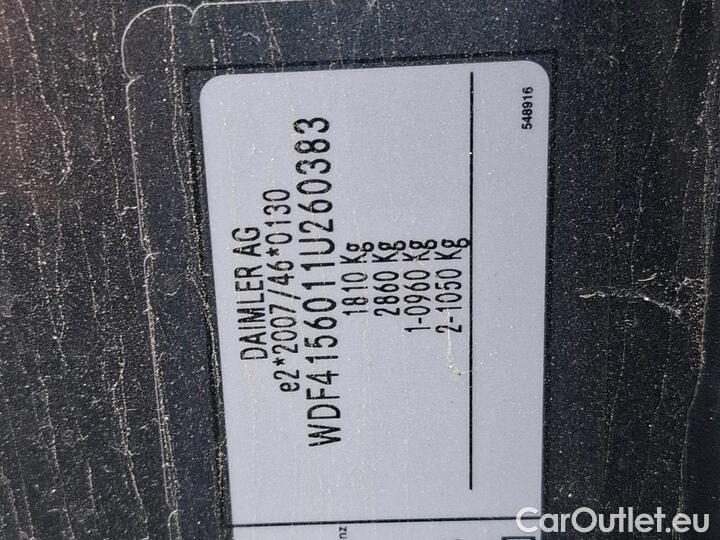 DAIMLER AG
e2*2007/46*0130
WDF4156011U260383
1810 Kg
2860 Kg
1-0960 Kg
2-1050 Kg
548916
nz
CarOutlet.eu